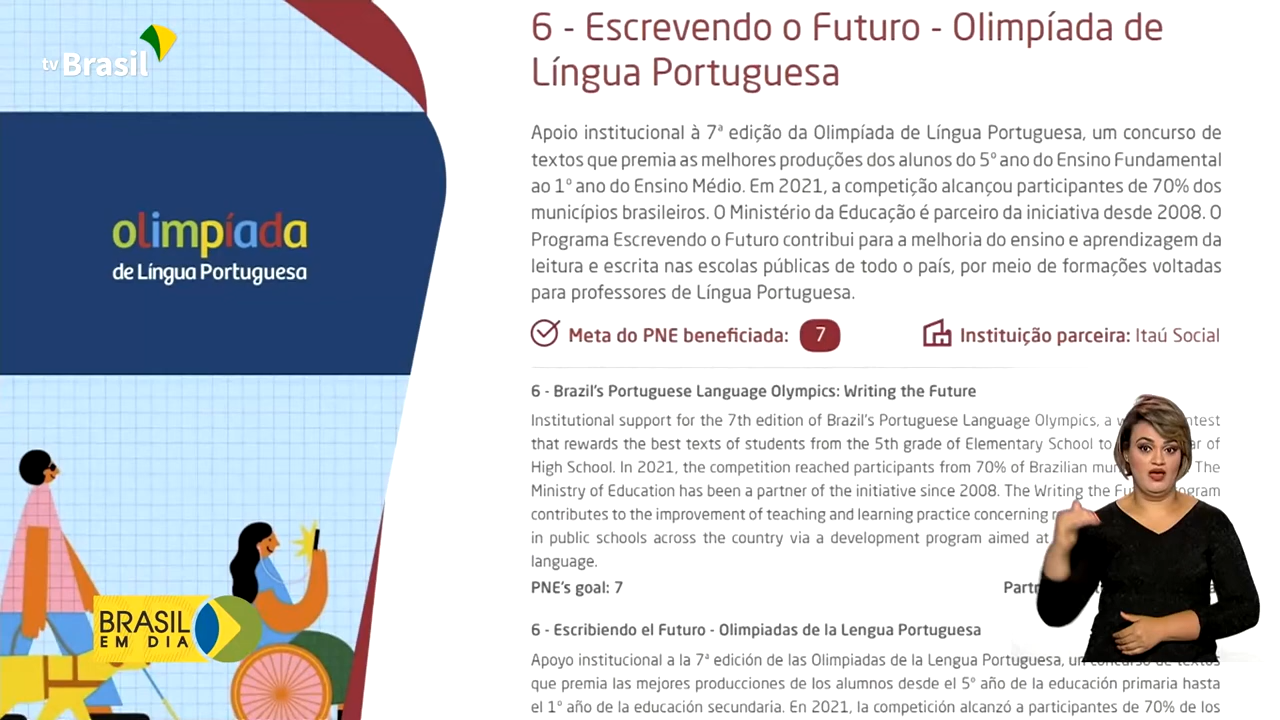 tv Brasil
olimpíada
de Língua Portuguesa
BRASIL
EM DIA
6 - Escrevendo o Futuro - Olimpíada de
Língua Portuguesa
Apoio institucional à 7ª edição da Olimpíada de Língua Portuguesa, um concurso de
textos que premia as melhores produções dos alunos do 5º ano do Ensino Fundamental
ao 1º ano do Ensino Médio. Em 2021, a competição alcançou participantes de 70% dos
municípios brasileiros. O Ministério da Educação é parceiro da iniciativa desde 2008. O
Programa Escrevendo o Futuro contribui para a melhoria do ensino e aprendizagem da
leitura e escrita nas escolas públicas de todo o país, por meio de formações voltadas
para professores de Língua Portuguesa.
Meta do PNE beneficiada: 7
Instituição parceira: Itaú Social
6 - Brazil's Portuguese Language Olympics: Writing the Future
Institutional support for the 7th edition of Brazil's Portuguese Language Olympics, a
that rewards the best texts of students from the 5th grade of Elementary School to of
High School. In 2021, the competition reached participants from 70% of Brazilian The
Ministry of Education has been a partner of the initiative since 2008. The Writing the
contributes to the improvement of teaching and learning practice concerning
in public schools across the country via a development program aimed at
language.
PNE's goal: 7
6 - Escribiendo el Futuro - Olimpiadas de la Lengua Portuguesa
Apoyo institucional a la 7ª edición de las Olimpiadas de la Lengua Portuguesa, un concurso de textos
que premia las mejores producciones de los alumnos desde el 5º año de la educación primaria hasta
el 1º año de la educación secundaria. En 2021, la competición alcanzó a participantes de 70% de los